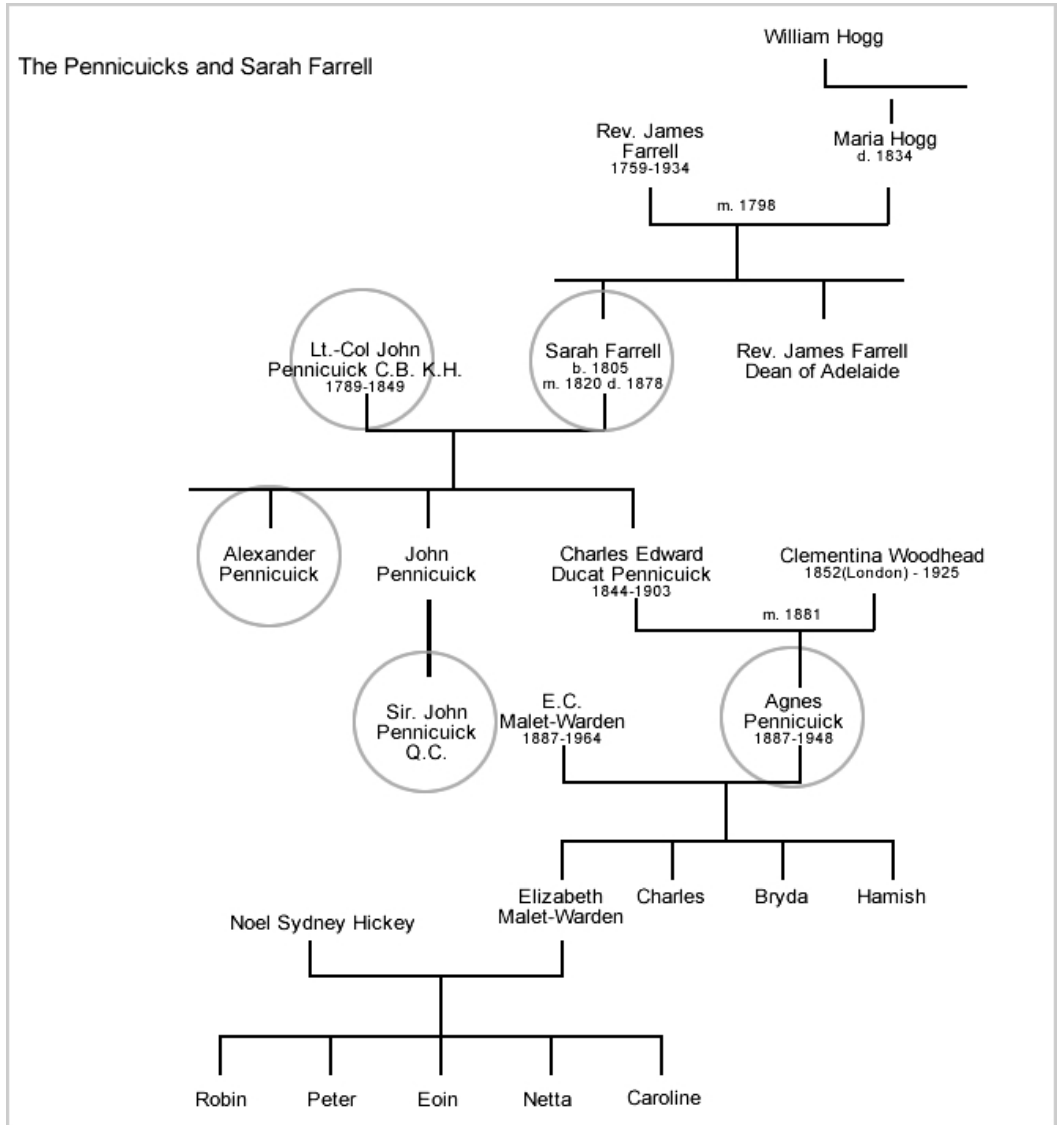 William Hogg
The Pennicuicks and Sarah Farrell
Rev. James
Farrell
1759-1934
Maria Hogg
d. 1834
m. 1798
Lt.-Col John
Pennicuick C.B. K.H.
1789-1849
Sarah Farrell
b. 1805
m. 1820 d. 1878
Rev. James Farrell
Dean of Adelaide
Alexander
Pennicuick
John
Pennicuick
Charles Edward
Ducat Pennicuick
1844-1903
Clementina Woodhead
1852(London) - 1925
m. 1881
Sir. John
Pennicuick
Q.C.
E.C.
Malet-Warden
1887-1964
Agnes
Pennicuick
1887-1948
Elizabeth
Malet-Warden
Charles
Bryda
Hamish
Noel Sydney Hickey
Robin
Peter
Eoin
Netta
Caroline